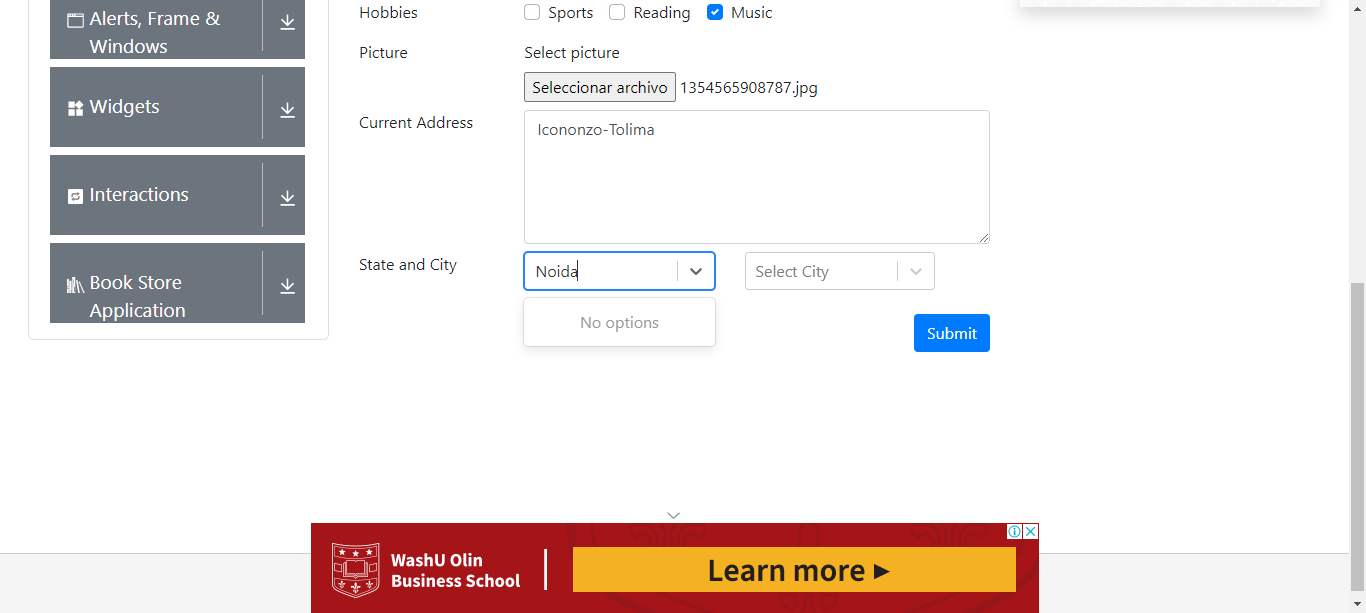 Alerts, Frame &
Windows
Widgets
Interactions
Book Store
Application
Hobbies
Sports
Reading
Music
Picture
Select picture
Seleccionar archivo 1354565908787.jpg
Current Address
Icononzo-Tolima
State and City
Noida
Select City
No options
Submit
WashU Olin
Business School
Learn more ►